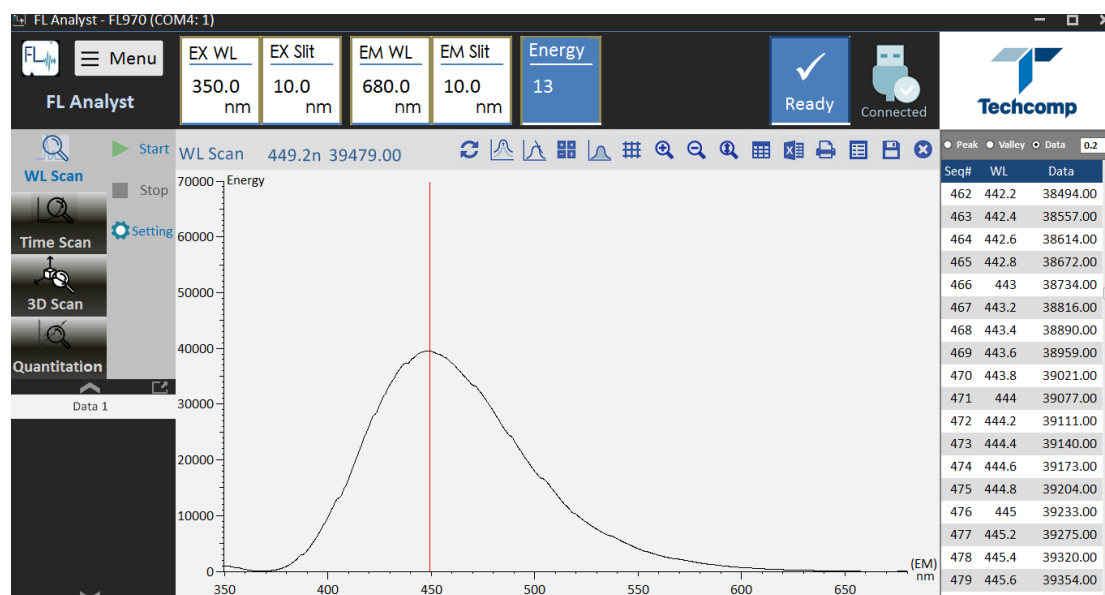 FL Analyst - FL970 (COM4: 1)
FL
Menu
FL Analyst
EX WL
350.0
nm
EX Slit
10.0
nm
EM WL
680.0
nm
EM Slit
10.0
nm
Energy
13
Ready
Connected
Techcomp
WL Scan
Time Scan
3D Scan
Quantitation
Data 1
Start
Stop
Setting
WL Scan 449.2n 39479.00
Peak Valley Data 0.2
Energy
70000
60000
50000
40000
30000
20000
10000
0
350 400 450 500 550 600 650
(EM)
nm
Seq# WL Data
462 442.2 38494.00
463 442.4 38557.00
464 442.6 38614.00
465 442.8 38672.00
466 443 38734.00
467 443.2 38816.00
468 443.4 38890.00
469 443.6 38959.00
470 443.8 39021.00
471 444 39077.00
472 444.2 39111.00
473 444.4 39140.00
474 444.6 39173.00
475 444.8 39204.00
476 445 39233.00
477 445.2 39275.00
478 445.4 39320.00
479 445.6 39354.00